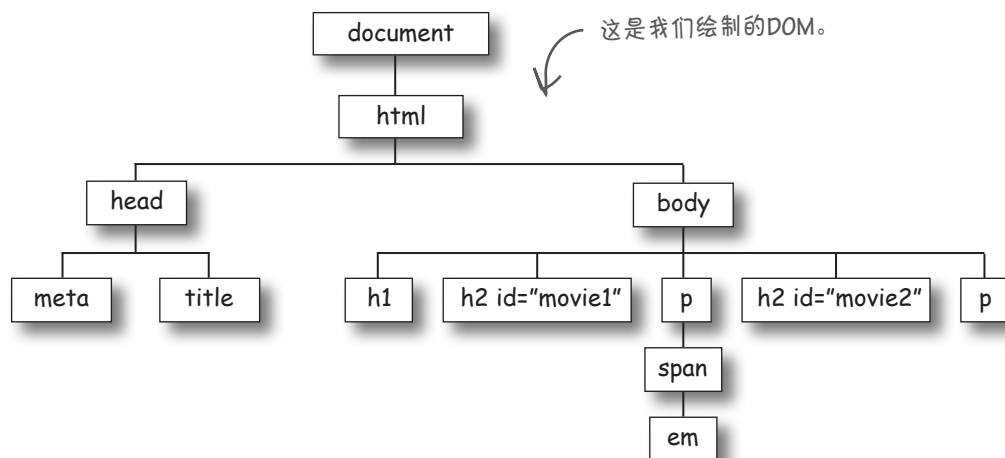 document
这是我们绘制的DOM。
html
head
body
meta
title
h1
h2 id="movie1"
p
h2 id="movie2"
p
span
em